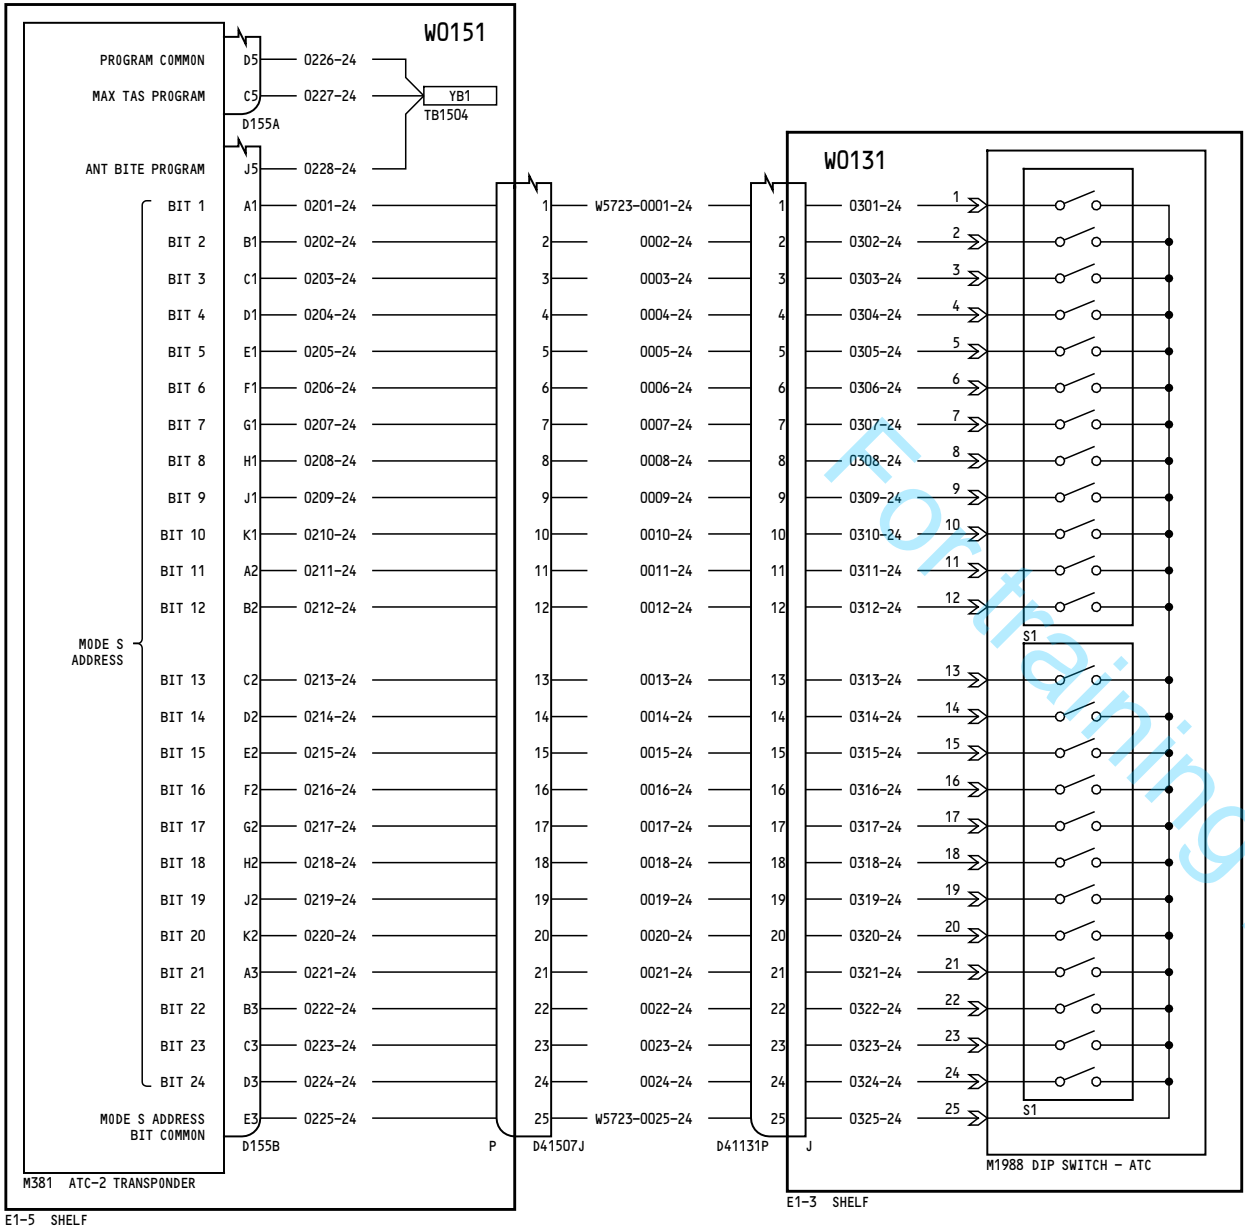 W0151
PROGRAM COMMON D5 0226-24
MAX TAS PROGRAM C5 0227-24 YB1
TB1504
D155A
W0131
ANT BITE PROGRAM J5 0228-24
BIT 1 A1 0201-24 1 W5723-0001-24 1 0301-24 1
BIT 2 B1 0202-24 2 0002-24 2 0302-24 2
BIT 3 C1 0203-24 3 0003-24 3 0303-24 3
BIT 4 D1 0204-24 4 0004-24 4 0304-24 4
BIT 5 E1 0205-24 5 0005-24 5 0305-24 5
BIT 6 F1 0206-24 6 0006-24 6 0306-24 6
BIT 7 G1 0207-24 7 0007-24 7 0307-24 7
BIT 8 H1 0208-24 8 0008-24 8 0308-24 8
BIT 9 J1 0209-24 9 0009-24 9 0309-24 9
BIT 10 K1 0210-24 10 0010-24 10 0310-24 10
BIT 11 A2 0211-24 11 0011-24 11 0311-24 11
BIT 12 B2 0212-24 12 0012-24 12 0312-24 12
S1
MODE S
ADDRESS
BIT 13 C2 0213-24 13 0013-24 13 0313-24 13
BIT 14 D2 0214-24 14 0014-24 14 0314-24 14
BIT 15 E2 0215-24 15 0015-24 15 0315-24 15
BIT 16 F2 0216-24 16 0016-24 16 0316-24 16
BIT 17 G2 0217-24 17 0017-24 17 0317-24 17
BIT 18 H2 0218-24 18 0018-24 18 0318-24 18
BIT 19 J2 0219-24 19 0019-24 19 0319-24 19
BIT 20 K2 0220-24 20 0020-24 20 0320-24 20
BIT 21 A3 0221-24 21 0021-24 21 0321-24 21
BIT 22 B3 0222-24 22 0022-24 22 0322-24 22
BIT 23 C3 0223-24 23 0023-24 23 0323-24 23
BIT 24 D3 0224-24 24 0024-24 24 0324-24 24
S1
MODE S ADDRESS E3 0225-24 25 W5723-0025-24 25 0325-24 25
BIT COMMON
D155B P D41507J D41131P J
M1988 DIP SWITCH - ATC
M381 ATC-2 TRANSPONDER
E1-3 SHELF
E1-5 SHELF
For training